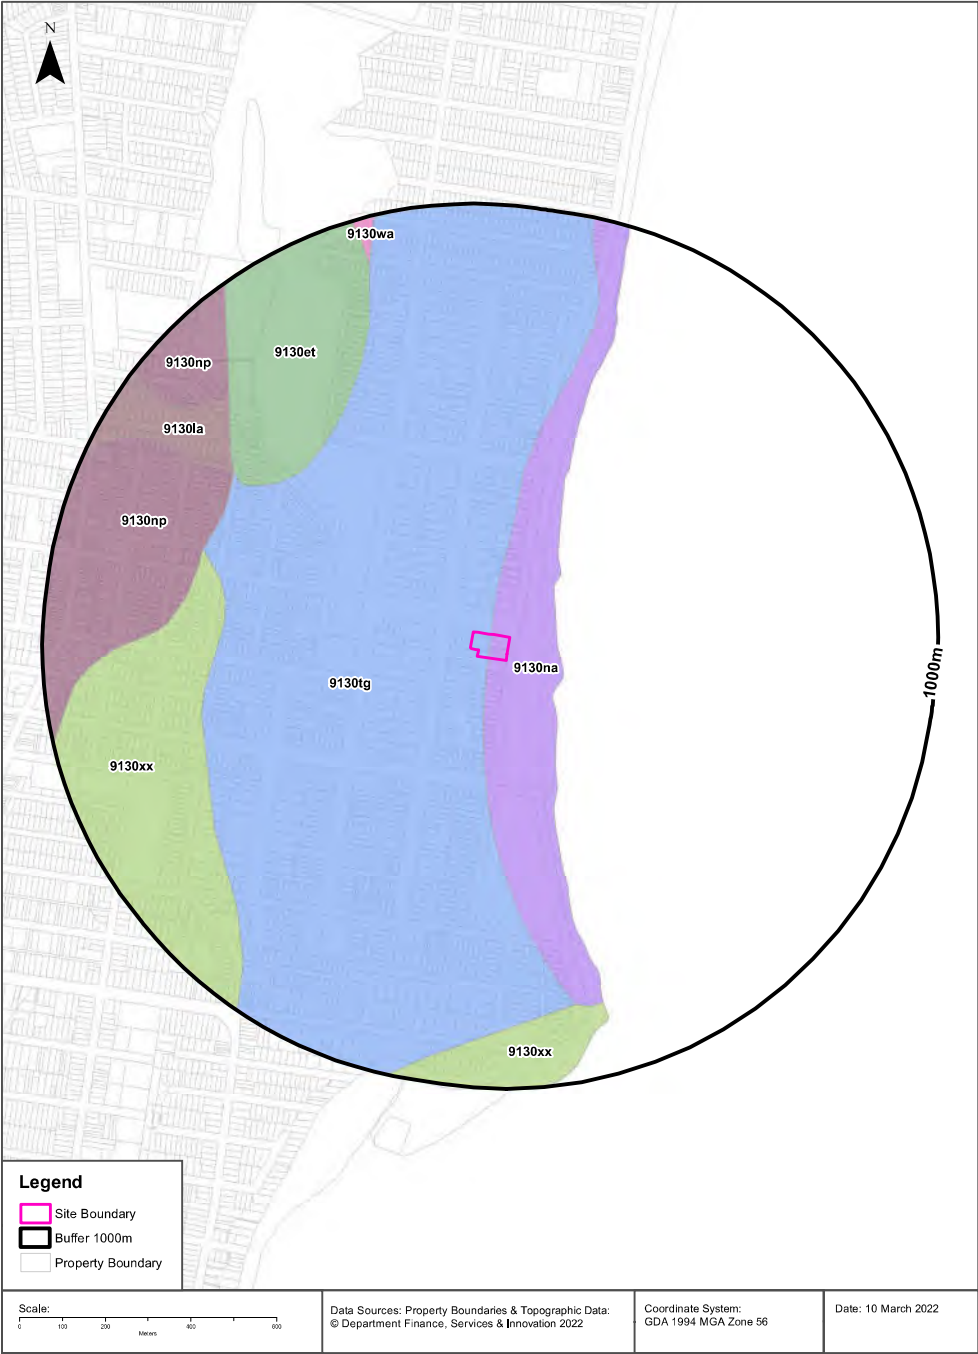 N
9130wa
9130et
9130np
9130la
9130np
9130na
9130tg
1000m
9130xx
9130xx
Legend
Site Boundary
Buffer 1000m
Property Boundary
Scale:
0 100 200 400 600
Meters
Data Sources: Property Boundaries & Topographic Data:
© Department Finance, Services & Innovation 2022
Coordinate System:
GDA 1994 MGA Zone 56
Date: 10 March 2022